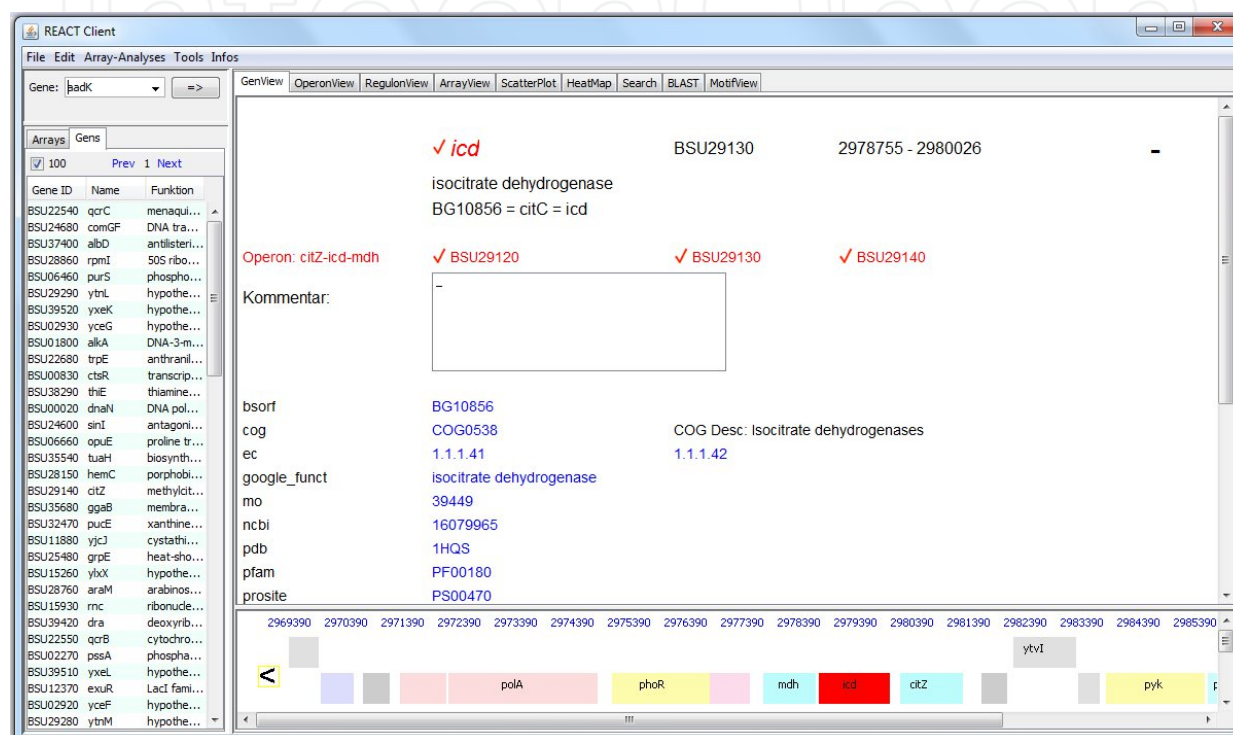 REACT Client
File Edit Array-Analyses Tools Infos
Gene: aadK =>
GenView OperonView RegulonView ArrayView ScatterPlot HeatMap Search BLAST MotifView
Arrays Gens
100 Prev 1 Next
Gene ID Name Funktion
BSU22540 qcrC menaqui...
BSU24680 comGF DNA tra...
BSU37400 albD antilisteri...
BSU28860 rpmI 50S ribo...
BSU06460 purS phospho...
BSU29290 ytnL hypothe...
BSU39520 yxeK hypothe...
BSU02930 yceG hypothe...
BSU01800 alkA DNA-3-m...
BSU22680 trpE anthranil...
BSU00830 ctsR transcrip...
BSU38290 thiE thiamine...
BSU00020 dnaN DNA pol...
BSU24600 sinI antagoni...
BSU06660 opuE proline tr...
BSU35540 tuaH biosynth...
BSU28150 hemC porphobi...
BSU29140 citZ methylcit...
BSU35680 ggaB membra...
BSU32470 pucE xanthine...
BSU11880 yjcJ cystathi...
BSU25480 grpE heat-sho...
BSU15260 ylxX hypothe...
BSU28760 araM arabinos...
BSU15930 rnc ribonucle...
BSU39420 dra deoxyrib...
BSU22550 qcrB cytochro...
BSU02270 pssA phospha...
BSU39510 yxeL hypothe...
BSU12370 exuR LacI fami...
BSU02920 yceF hypothe...
BSU29280 ytnM hypothe...
✓ icd BSU29130 2978755 - 2980026 -
isocitrate dehydrogenase
BG10856 = citC = icd
Operon: citZ-icd-mdh ✓ BSU29120 ✓ BSU29130 ✓ BSU29140
Kommentar: –
bsorf BG10856
cog COG0538 COG Desc: Isocitrate dehydrogenases
ec 1.1.1.41 1.1.1.42
google_funct isocitrate dehydrogenase
mo 39449
ncbi 16079965
pdb 1HQS
pfam PF00180
prosite PS00470
2969390 2970390 2971390 2972390 2973390 2974390 2975390 2976390 2977390 2978390 2979390 2980390 2981390 2982390 2983390 2984390 2985390
ytvI
< polA phoR mdh icd citZ pyk